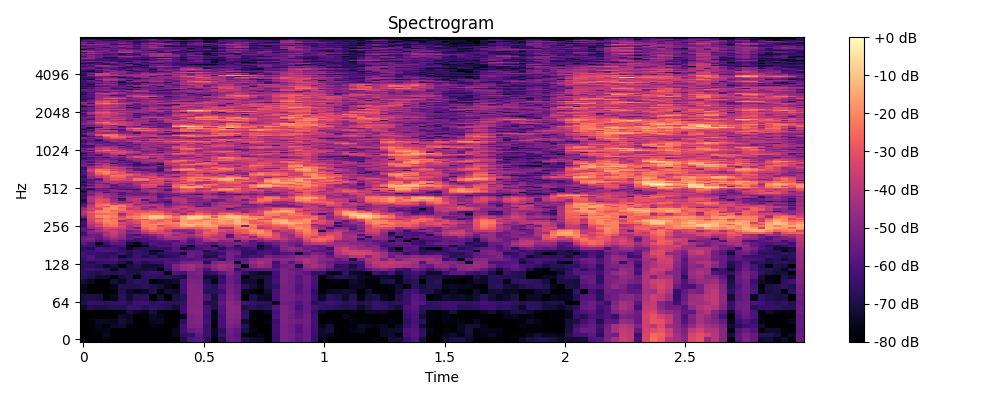 Spectrogram
Hz
4096
2048
1024
512
256
128
64
0
0
0.5
1
1.5
2
2.5
Time
+0 dB
-10 dB
-20 dB
-30 dB
-40 dB
-50 dB
-60 dB
-70 dB
-80 dB